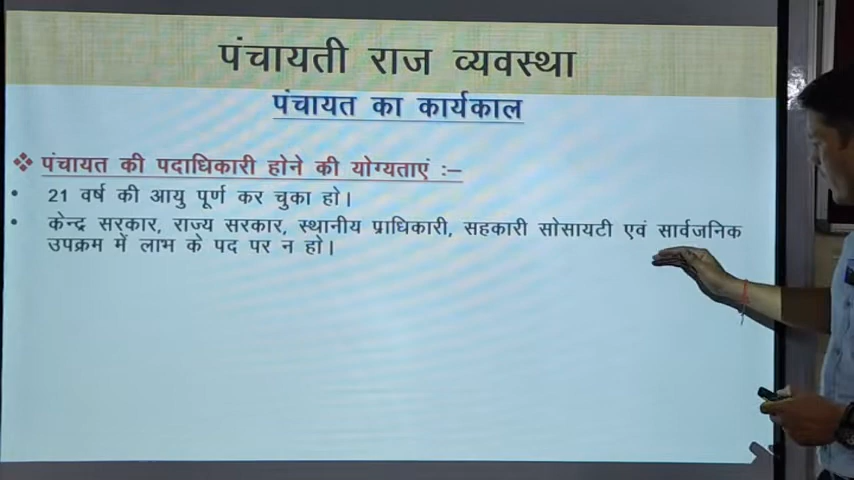 पंचायती राज व्यवस्था
पंचायत का कार्यकाल
❖ पंचायत की पदाधिकारी होने की योग्यताएं :–
• 21 वर्ष की आयु पूर्ण कर चुका हो।
• केन्द्र सरकार, राज्य सरकार, स्थानीय प्राधिकारी, सहकारी सोसायटी एवं सार्वजनिक
उपक्रम में लाभ के पद पर न हो।